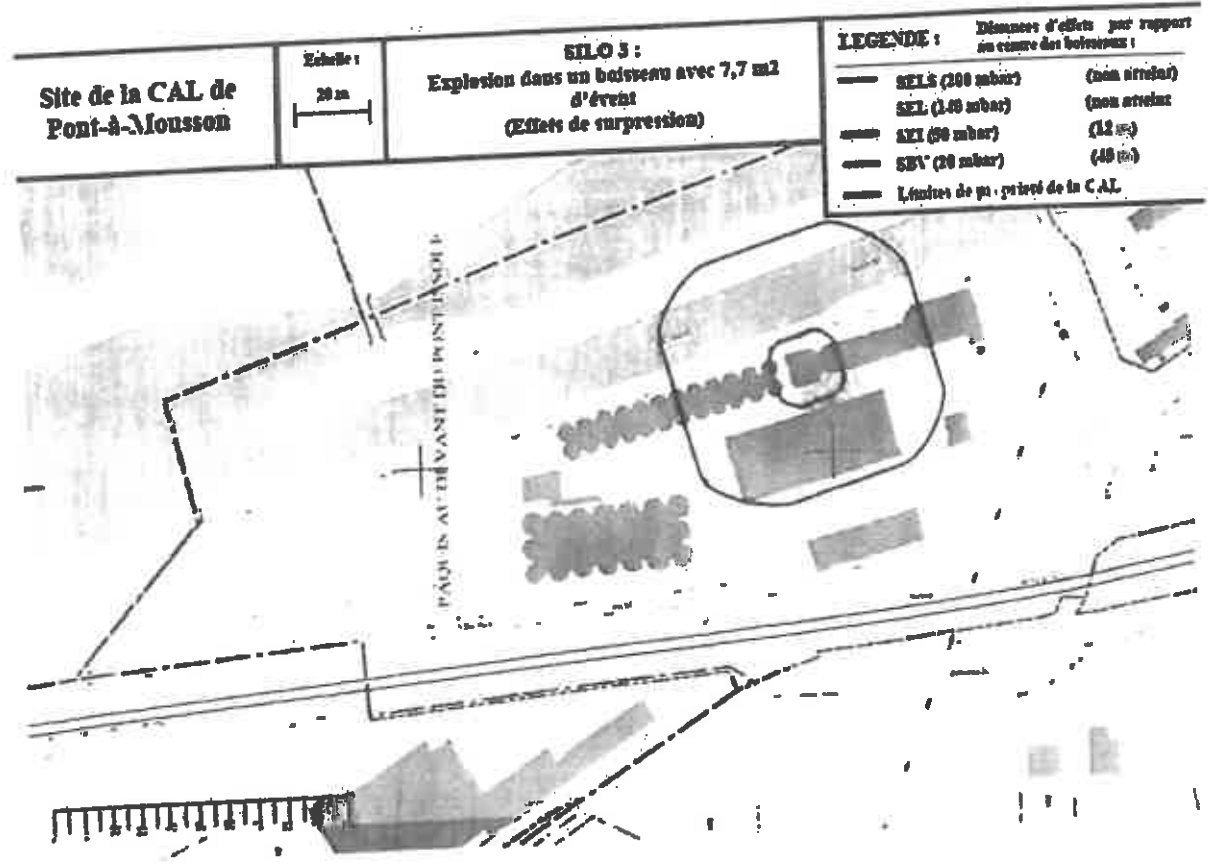 Site de la CAL de
Pont-à-Mousson
Echelle :
20 m
SILO 3 :
Explosion dans un boisseau avec 7,7 m2
d'évent
(Effets de surpression)
LEGENDE :
Distances d'effets par rapport
au centre des boisseaux :
SELS (200 mbar) (non atteint)
SEL (140 mbar) (non atteint
SEI (50 mbar) (12 m)
SBV (20 mbar) (40 m)
Limites de propriété de la CAL
PÂQUIS AU DEVANT DU PONT